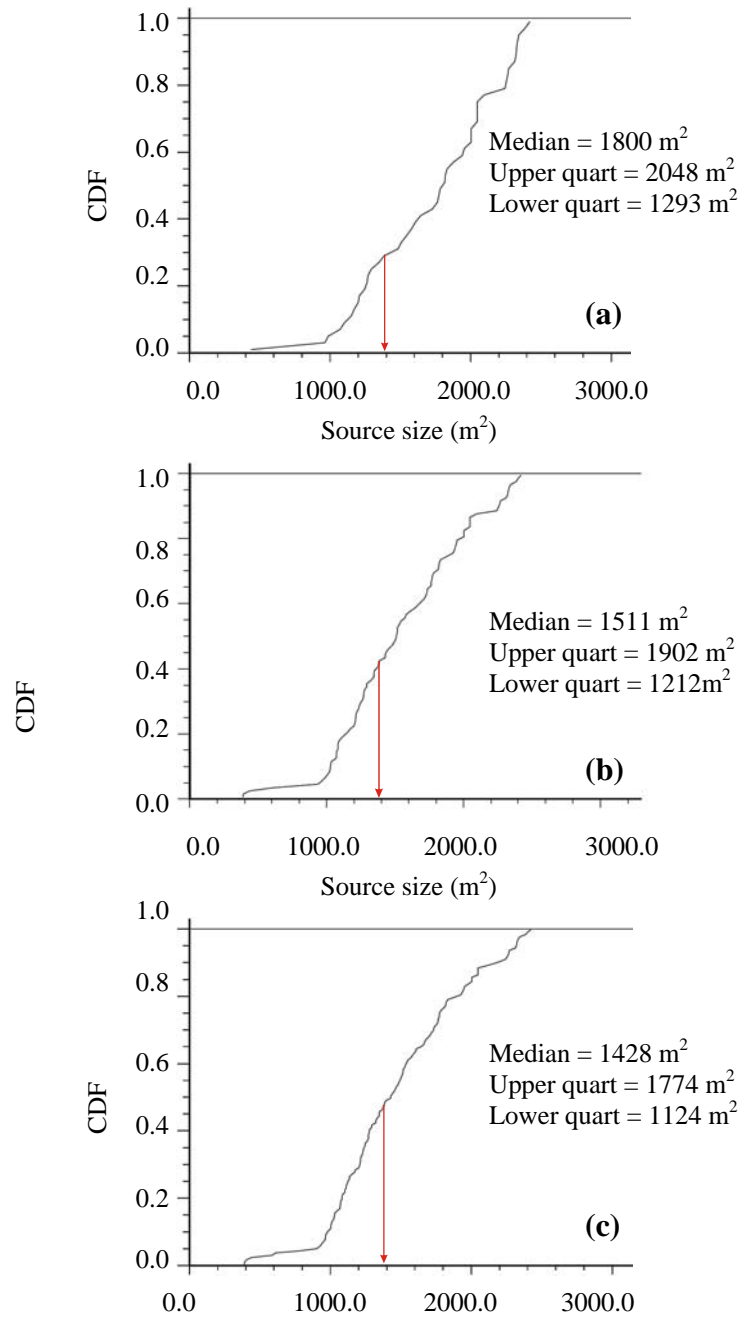 1.0
0.8
0.6
0.4
0.2
0.0
CDF
Median = 1800 m²
Upper quart = 2048 m²
Lower quart = 1293 m²
(a)
0.0 1000.0 2000.0 3000.0
Source size (m²)
1.0
0.8
0.6
0.4
0.2
0.0
CDF
Median = 1511 m²
Upper quart = 1902 m²
Lower quart = 1212m²
(b)
0.0 1000.0 2000.0 3000.0
Source size (m²)
1.0
0.8
0.6
0.4
0.2
0.0
CDF
Median = 1428 m²
Upper quart = 1774 m²
Lower quart = 1124 m²
(c)
0.0 1000.0 2000.0 3000.0